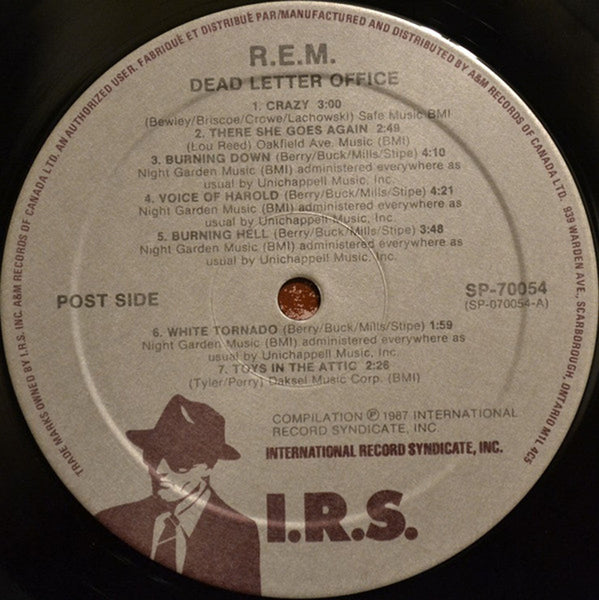 R.E.M.
DEAD LETTER OFFICE
1. CRAZY 3:00
(Bewley/Briscoe/Crowe/Lachowski) Safe Music BMI
2. THERE SHE GOES AGAIN 2:49
(Lou Reed) Oakfield Ave. Music (BMI)
3. BURNING DOWN (Berry/Buck/Mills/Stipe) 4:10
Night Garden Music (BMI) administered everywhere as
usual by Unichappell Music, Inc.
4. VOICE OF HAROLD (Berry/Buck/Mills/Stipe) 4:21
Night Garden Music (BMI) administered everywhere as
usual by Unichappell Music, Inc.
5. BURNING HELL (Berry/Buck/Mills/Stipe) 3:48
Night Garden Music (BMI) administered everywhere as
usual by Unichappell Music, Inc.
POST SIDE
SP-70054
(SP-070054-A)
6. WHITE TORNADO (Berry/Buck/Mills/Stipe) 1:59
Night Garden Music (BMI) administered everywhere as
usual by Unichappell Music, Inc.
7. TOYS IN THE ATTIC 2:26
(Tyler/Perry) Daksel Music Corp. (BMI)
COMPILATION ℗ 1987 INTERNATIONAL
RECORD SYNDICATE, INC
INTERNATIONAL RECORD SYNDICATE, INC.
I.R.S.
TRADE MARKS OWNED BY I.R.S. INC. A&M RECORDS OF CANADA LTD. AN AUTHORIZED USER. FABRIQUÉ ET DISTRIBUÉ PAR/MANUFACTURED AND DISTRIBUTED BY A&M RECORDS OF CANADA LTD. 939 WARDEN AVE., SCARBOROUGH, ONTARIO M1L 4C5